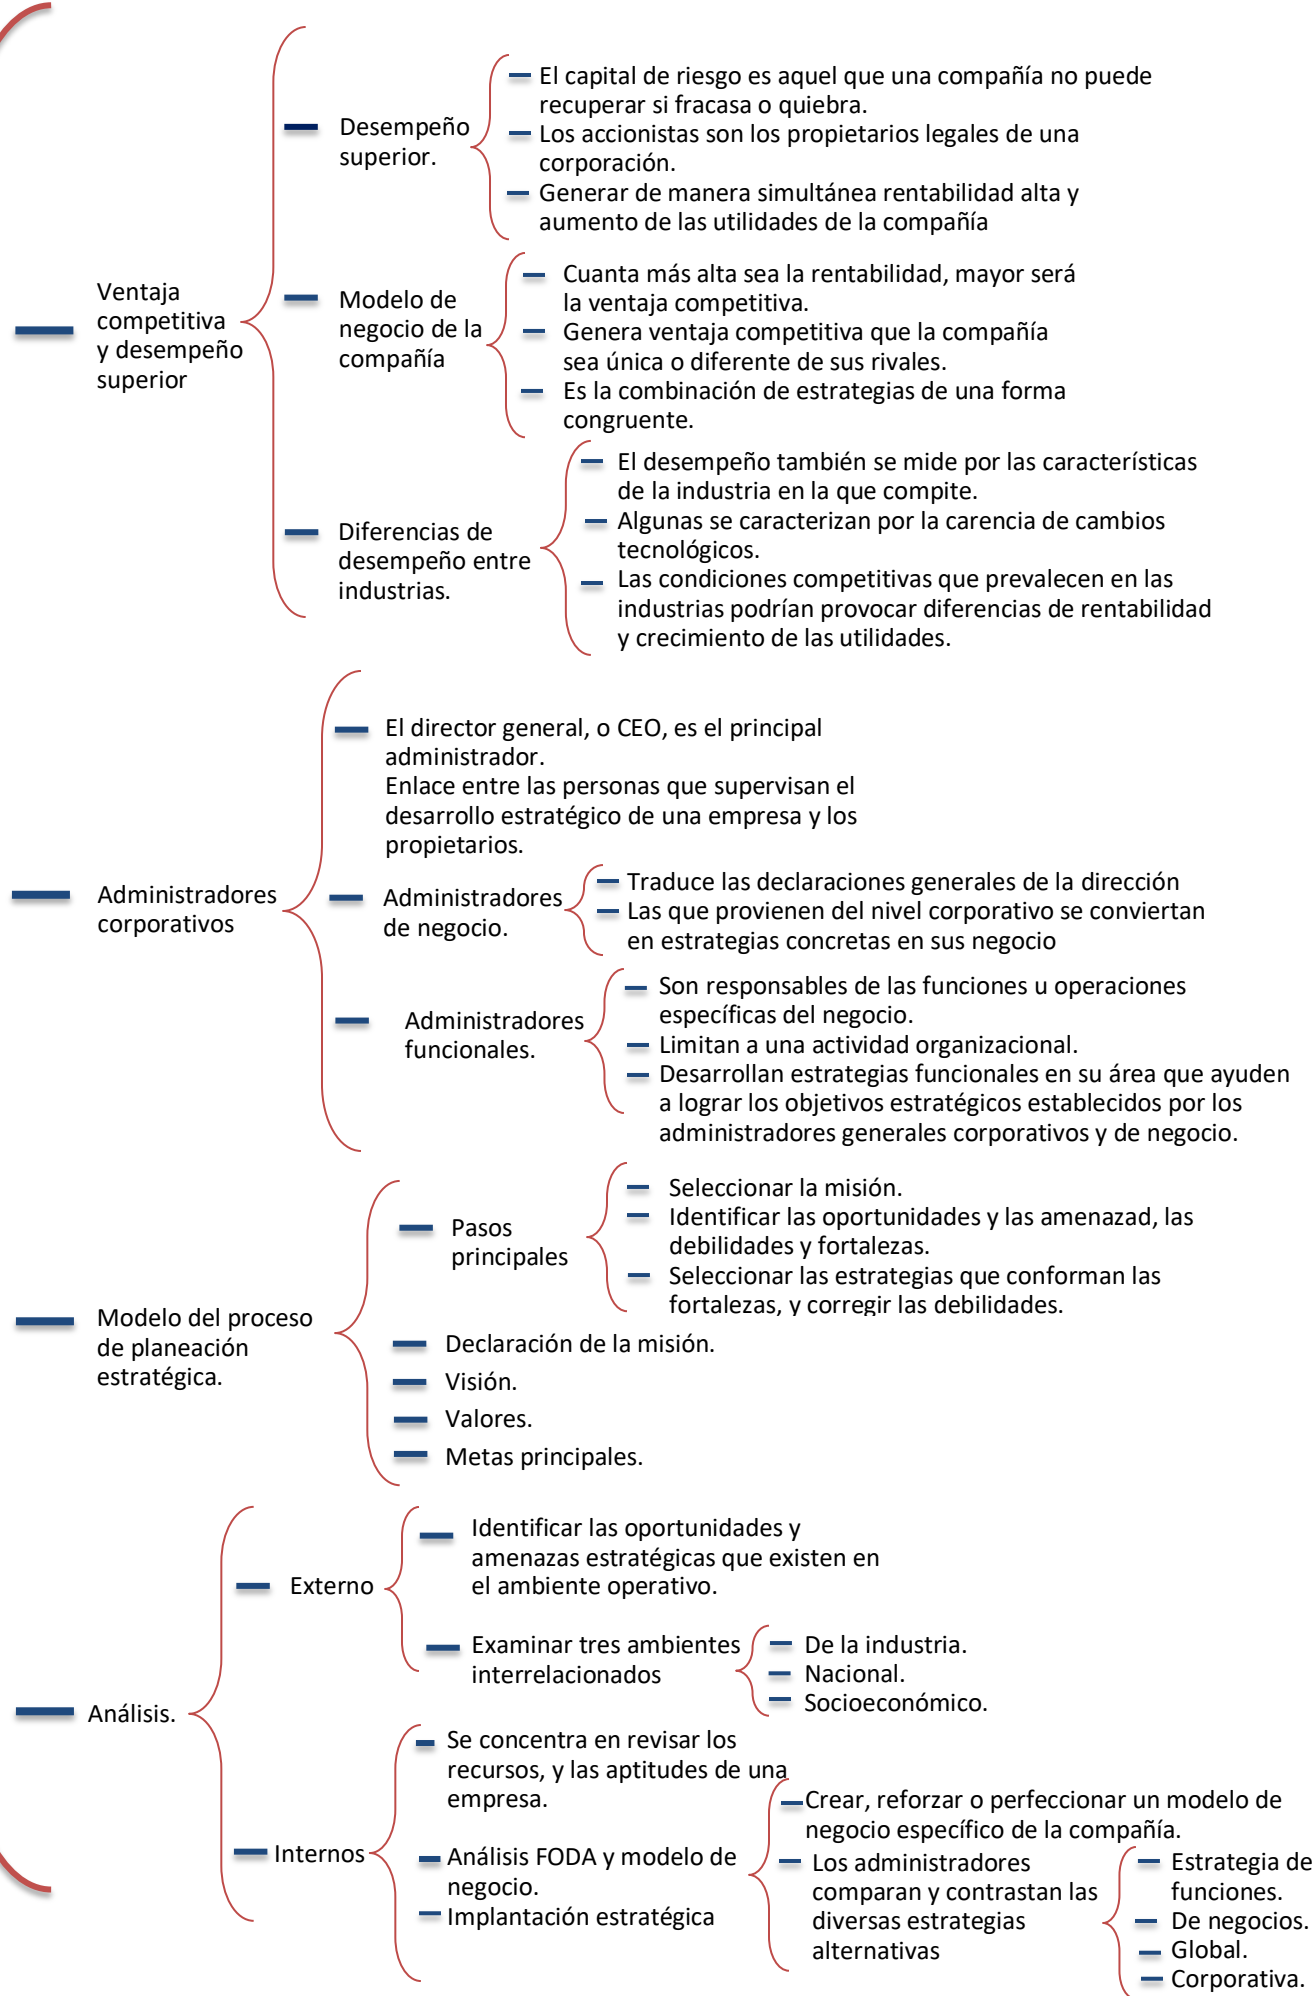 Ventaja
competitiva
y desempeño
superior
Desempeño
superior.
El capital de riesgo es aquel que una compañía no puede
recuperar si fracasa o quiebra.
Los accionistas son los propietarios legales de una
corporación.
Generar de manera simultánea rentabilidad alta y
aumento de las utilidades de la compañía
Modelo de
negocio de la
compañía
Cuanta más alta sea la rentabilidad, mayor será
la ventaja competitiva.
Genera ventaja competitiva que la compañía
sea única o diferente de sus rivales.
Es la combinación de estrategias de una forma
congruente.
Diferencias de
desempeño entre
industrias.
El desempeño también se mide por las características
de la industria en la que compite.
Algunas se caracterizan por la carencia de cambios
tecnológicos.
Las condiciones competitivas que prevalecen en las
industrias podrían provocar diferencias de rentabilidad
y crecimiento de las utilidades.
Administradores
corporativos
El director general, o CEO, es el principal
administrador.
Enlace entre las personas que supervisan el
desarrollo estratégico de una empresa y los
propietarios.
Administradores
de negocio.
Traduce las declaraciones generales de la dirección
Las que provienen del nivel corporativo se conviertan
en estrategias concretas en sus negocio
Administradores
funcionales.
Son responsables de las funciones u operaciones
específicas del negocio.
Limitan a una actividad organizacional.
Desarrollan estrategias funcionales en su área que ayuden
a lograr los objetivos estratégicos establecidos por los
administradores generales corporativos y de negocio.
Modelo del proceso
de planeación
estratégica.
Pasos
principales
Seleccionar la misión.
Identificar las oportunidades y las amenazad, las
debilidades y fortalezas.
Seleccionar las estrategias que conforman las
fortalezas, y corregir las debilidades.
Declaración de la misión.
Visión.
Valores.
Metas principales.
Análisis.
Externo
Identificar las oportunidades y
amenazas estratégicas que existen en
el ambiente operativo.
Examinar tres ambientes
interrelacionados
De la industria.
Nacional.
Socioeconómico.
Internos
Se concentra en revisar los
recursos, y las aptitudes de una
empresa.
Análisis FODA y modelo de
negocio.
Implantación estratégica
Crear, reforzar o perfeccionar un modelo de
negocio específico de la compañía.
Los administradores
comparan y contrastan las
diversas estrategias
alternativas
Estrategia de
funciones.
De negocios.
Global.
Corporativa.